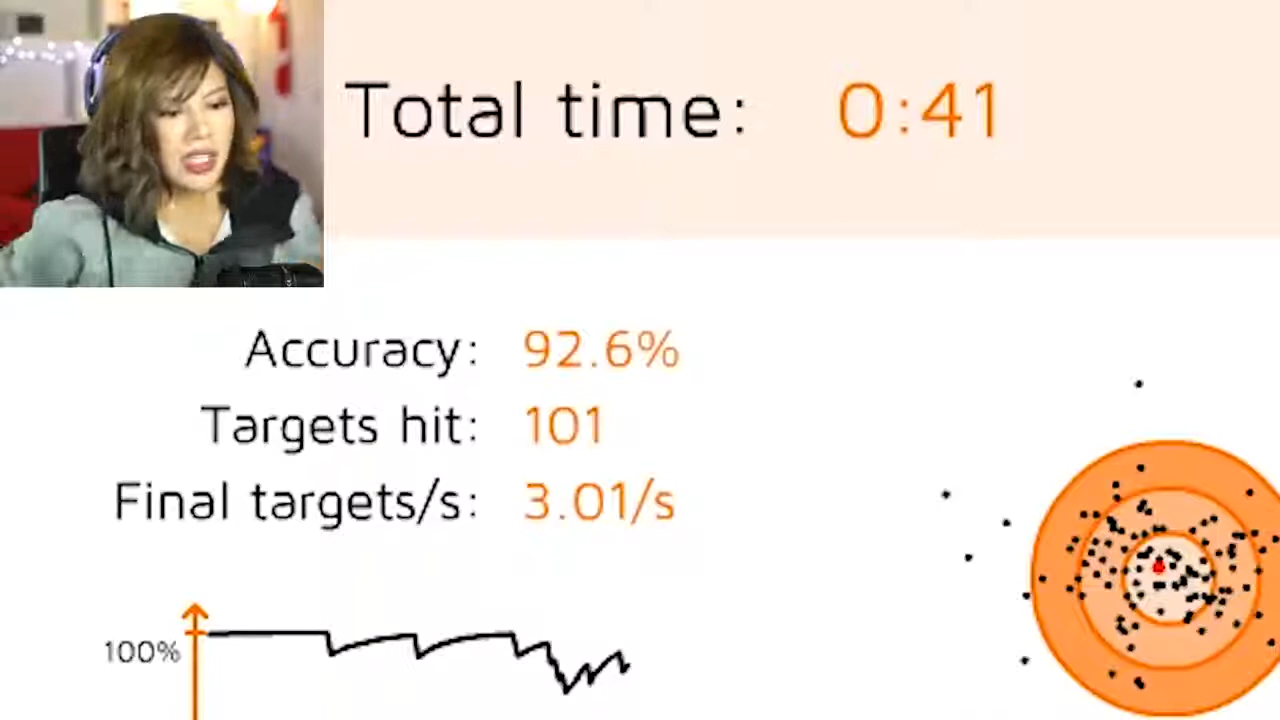 Total time: 0:41
Accuracy: 92.6%
Targets hit: 101
Final targets/s: 3.01/s
100%